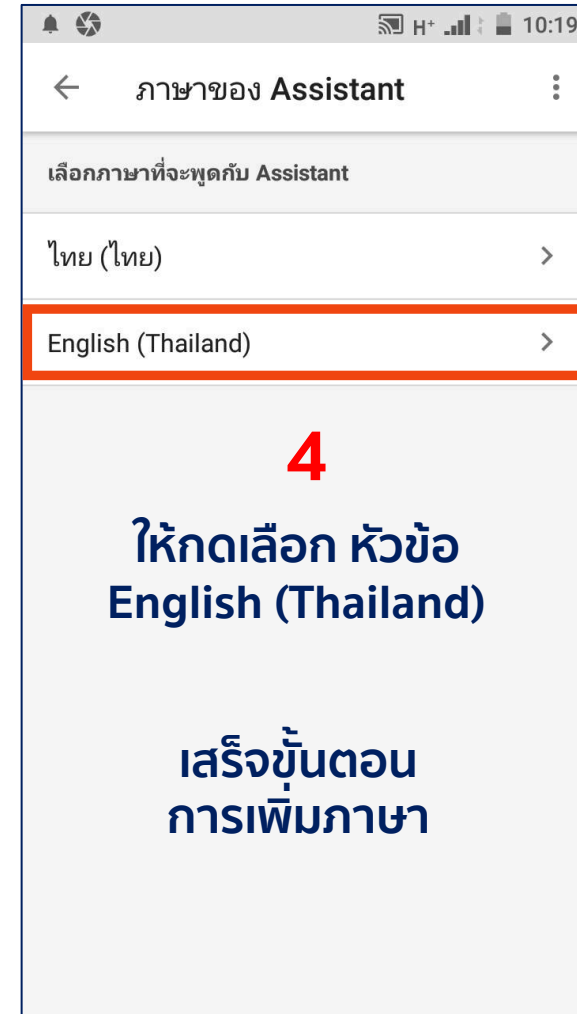 H+ 10:19
ภาษาของ Assistant
เลือกภาษาที่จะพูดกับ Assistant
ไทย (ไทย)
English (Thailand)
4
ให้กดเลือก หัวข้อ
English (Thailand)
เสร็จขั้นตอน
การเพิ่มภาษา